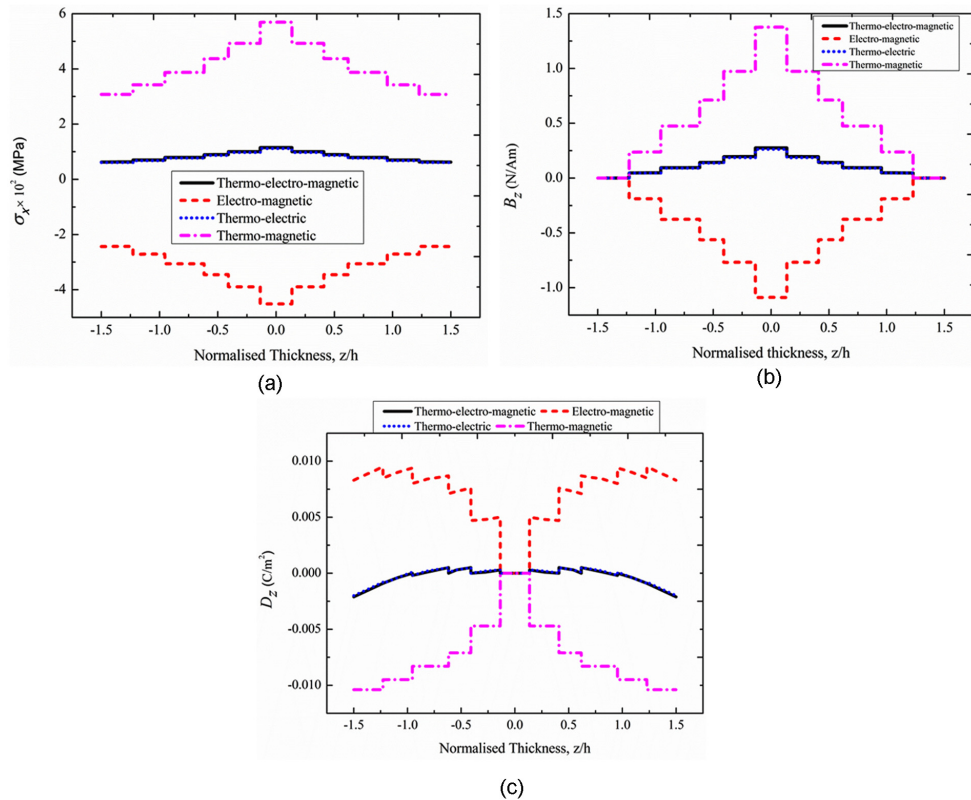 6
4
2
0
-2
-4
σx × 10² (MPa)
Thermo-electro-magnetic
Electro-magnetic
Thermo-electric
Thermo-magnetic
-1.5 -1.0 -0.5 0.0 0.5 1.0 1.5
Normalised Thickness, z/h
(a)
1.5
1.0
0.5
0.0
-0.5
-1.0
Bz (N/Am)
Thermo-electro-magnetic
Electro-magnetic
Thermo-electric
Thermo-magnetic
-1.5 -1.0 -0.5 0.0 0.5 1.0 1.5
Normalised thickness, z/h
(b)
Thermo-electro-magnetic Electro-magnetic
Thermo-electric Thermo-magnetic
0.010
0.005
0.000
-0.005
-0.010
Dz (C/m²)
-1.5 -1.0 -0.5 0.0 0.5 1.0 1.5
Normalised Thickness, z/h
(c)